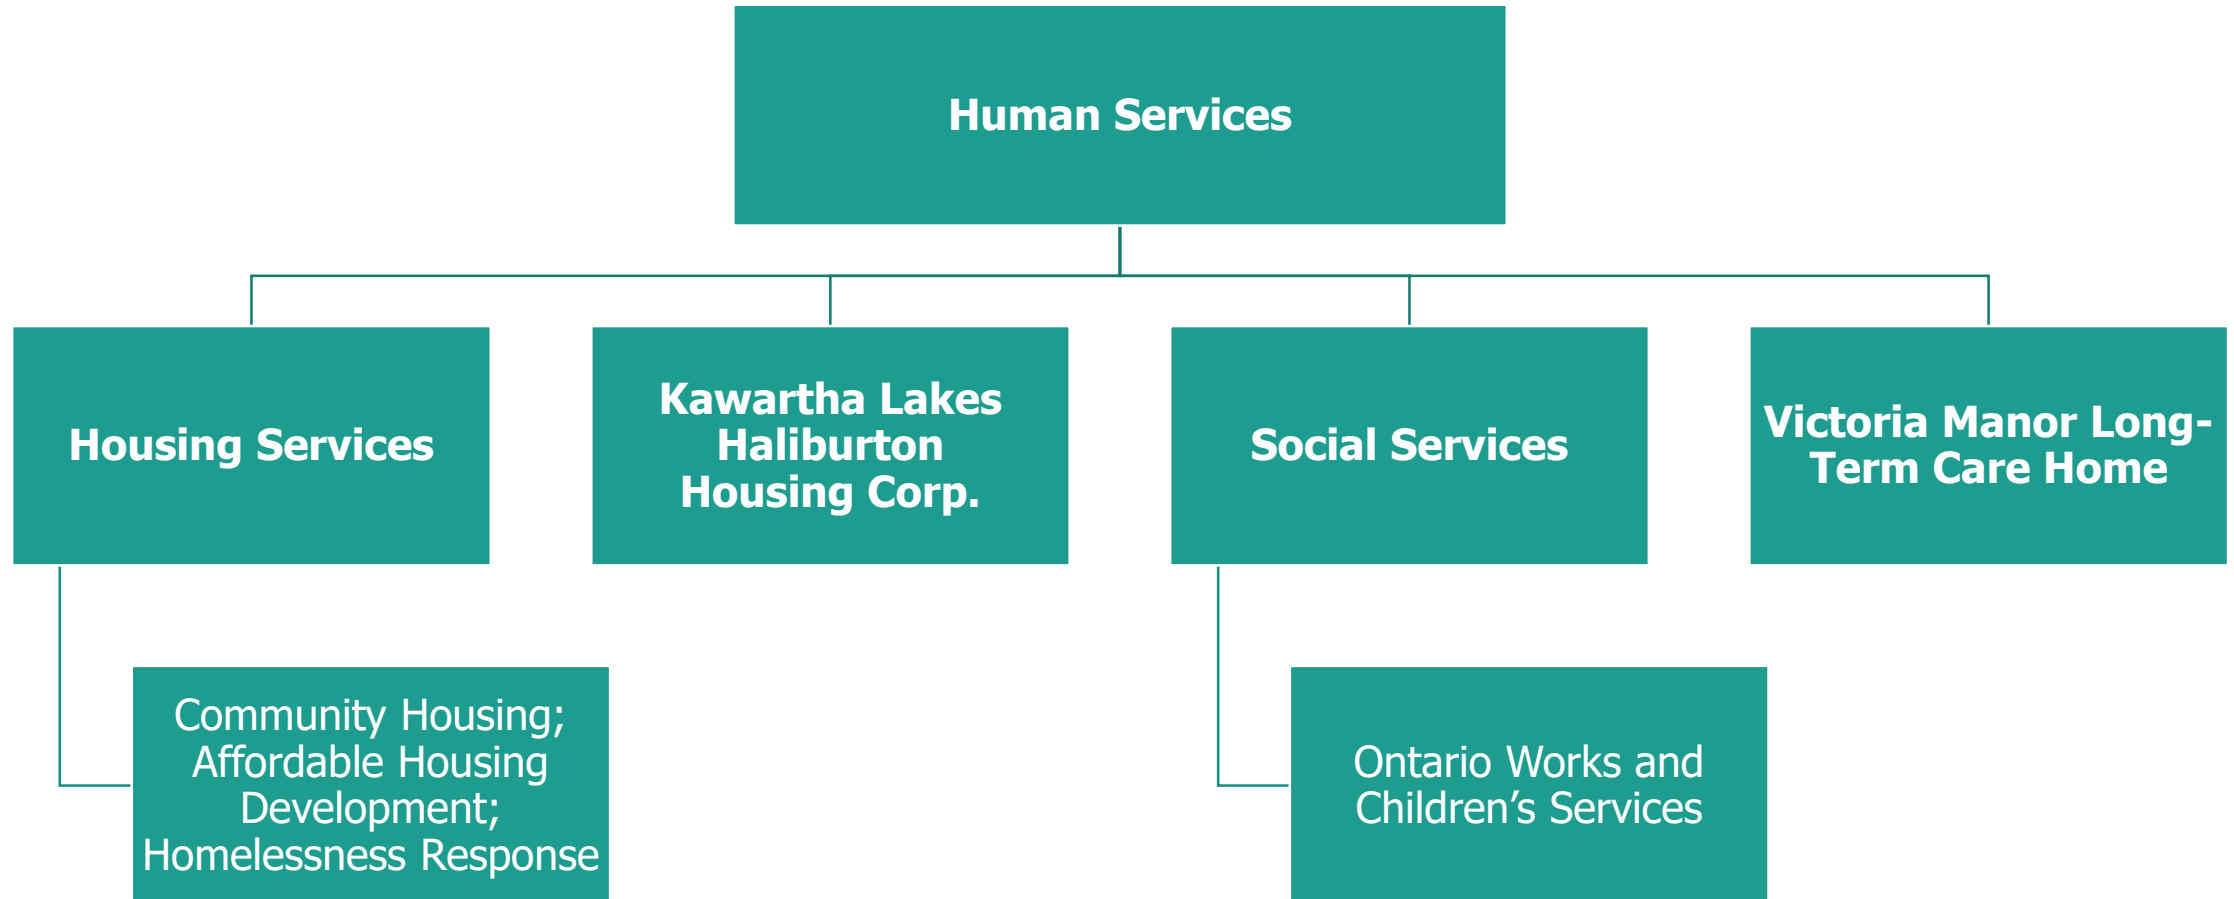 Human Services
Housing Services
Kawartha Lakes
Haliburton
Housing Corp.
Social Services
Victoria Manor Long-
Term Care Home
Community Housing;
Affordable Housing
Development;
Homelessness Response
Ontario Works and
Children’s Services